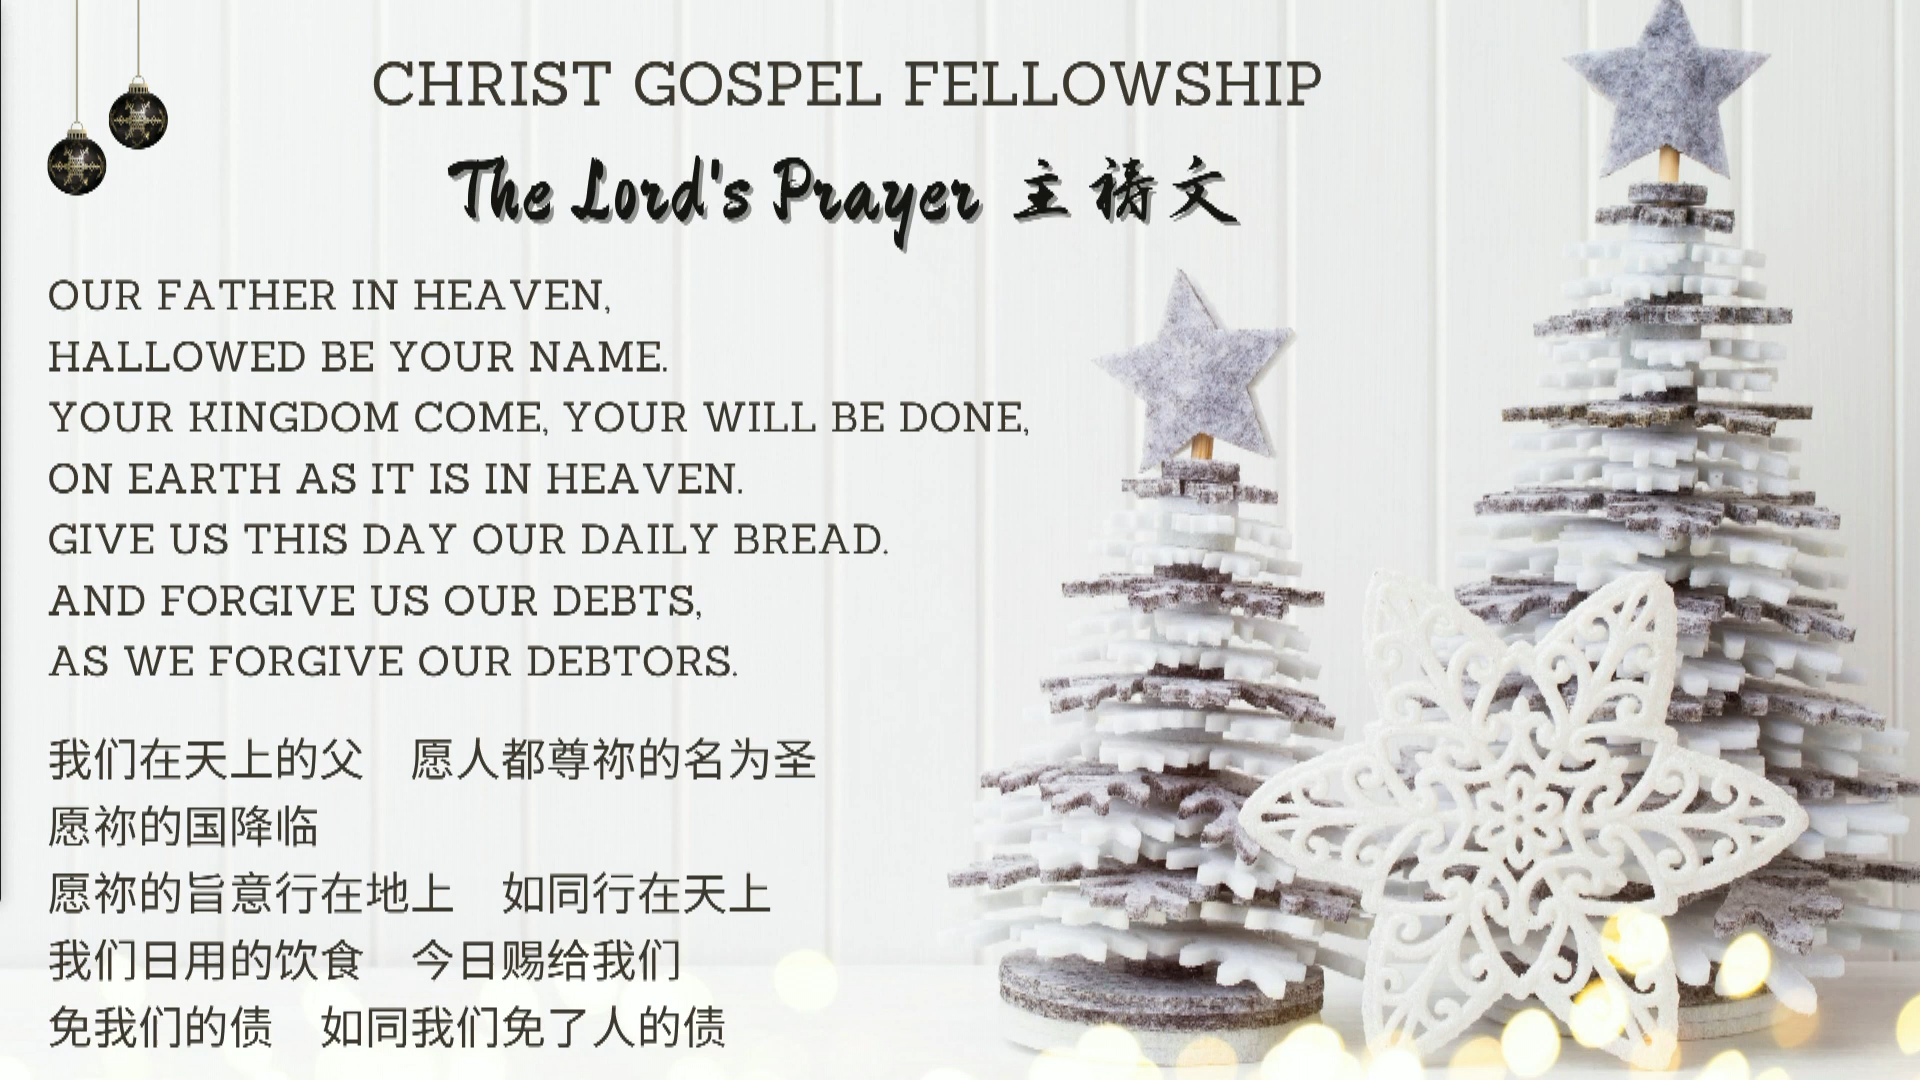 CHRIST GOSPEL FELLOWSHIP
The Lord's Prayer 主祷文
OUR FATHER IN HEAVEN,
HALLOWED BE YOUR NAME.
YOUR KINGDOM COME, YOUR WILL BE DONE,
ON EARTH AS IT IS IN HEAVEN.
GIVE US THIS DAY OUR DAILY BREAD.
AND FORGIVE US OUR DEBTS,
AS WE FORGIVE OUR DEBTORS.
我们在天上的父　愿人都尊祢的名为圣
愿祢的国降临
愿祢的旨意行在地上　如同行在天上
我们日用的饮食　今日赐给我们
免我们的债　如同我们免了人的债